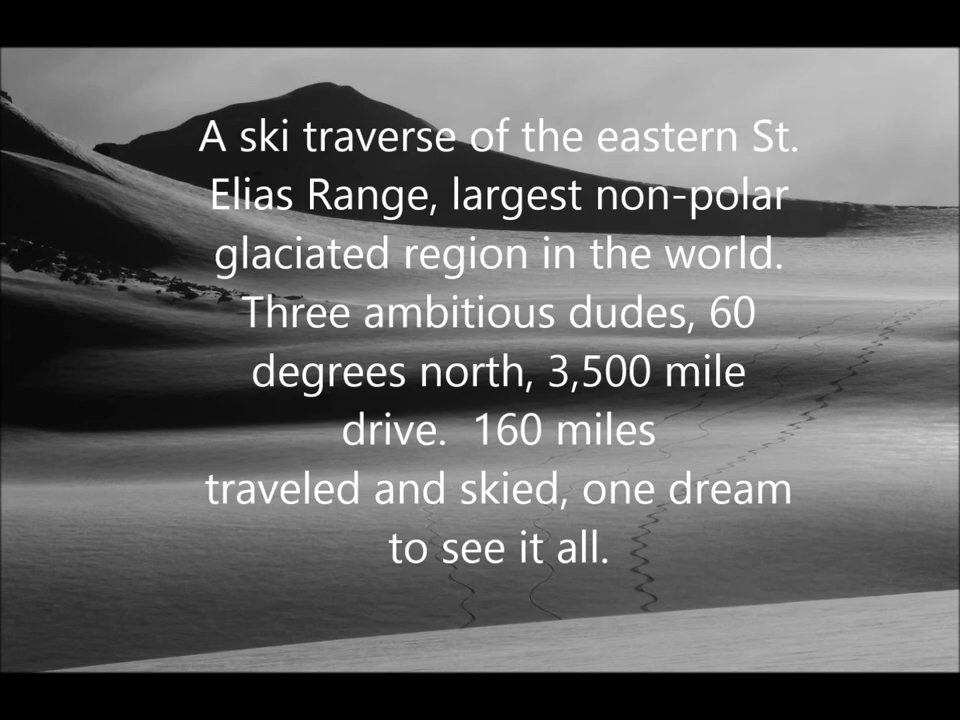 A ski traverse of the eastern St.
Elias Range, largest non-polar
glaciated region in the world.
Three ambitious dudes, 60
degrees north, 3,500 mile
drive.  160 miles
traveled and skied, one dream
to see it all.